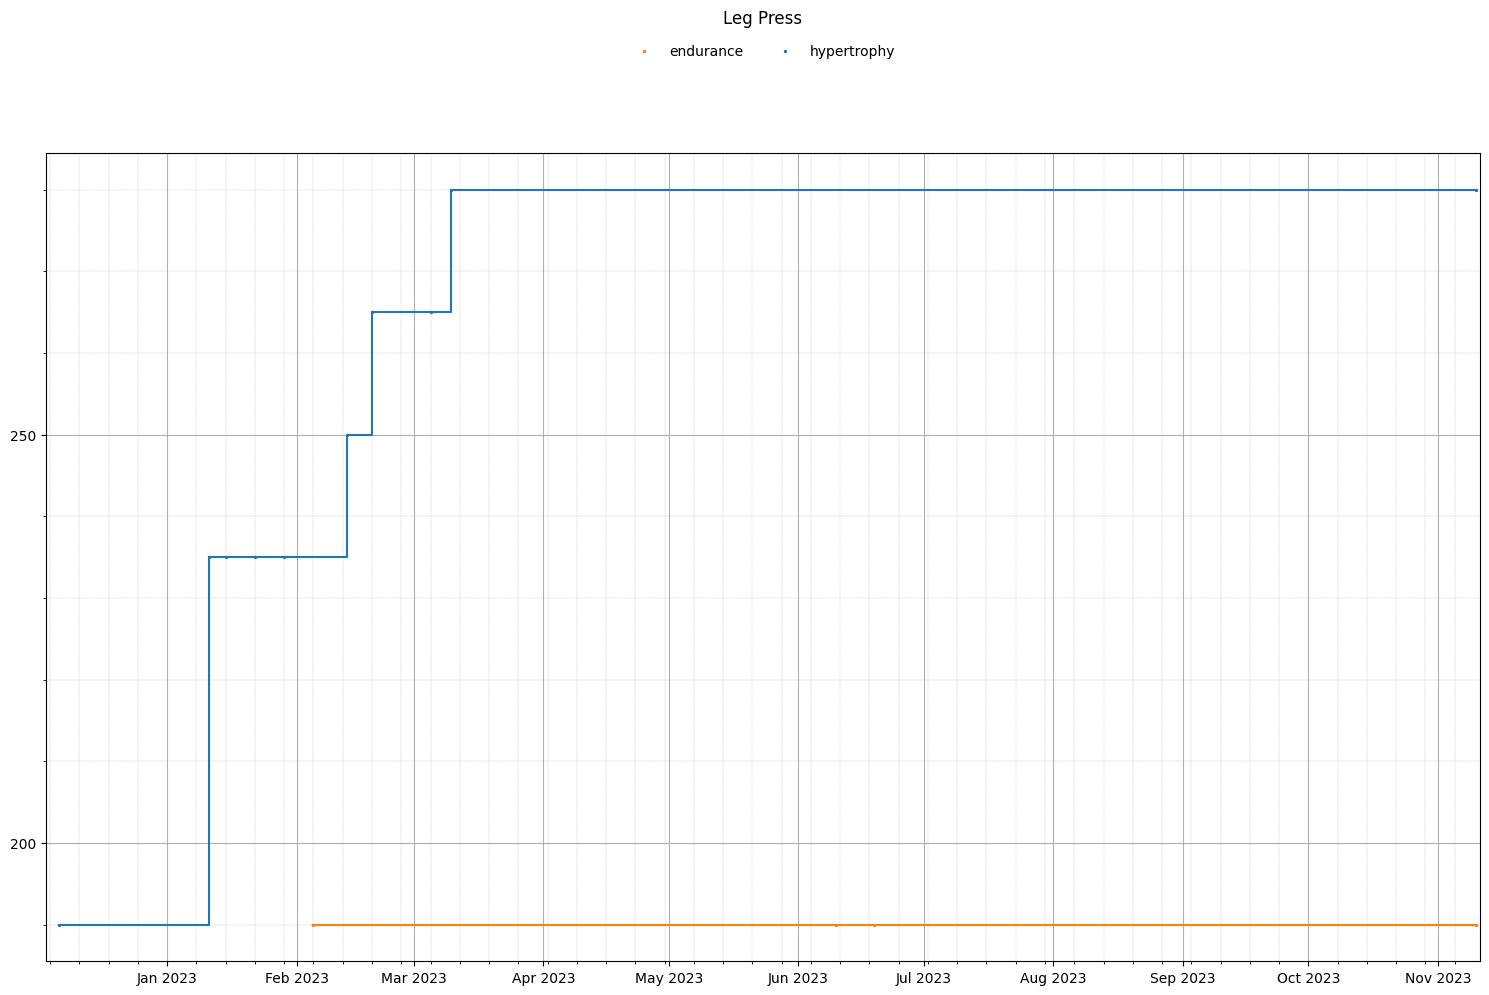 Leg Press
endurance hypertrophy
250
200
Jan 2023 Feb 2023 Mar 2023 Apr 2023 May 2023 Jun 2023 Jul 2023 Aug 2023 Sep 2023 Oct 2023 Nov 2023